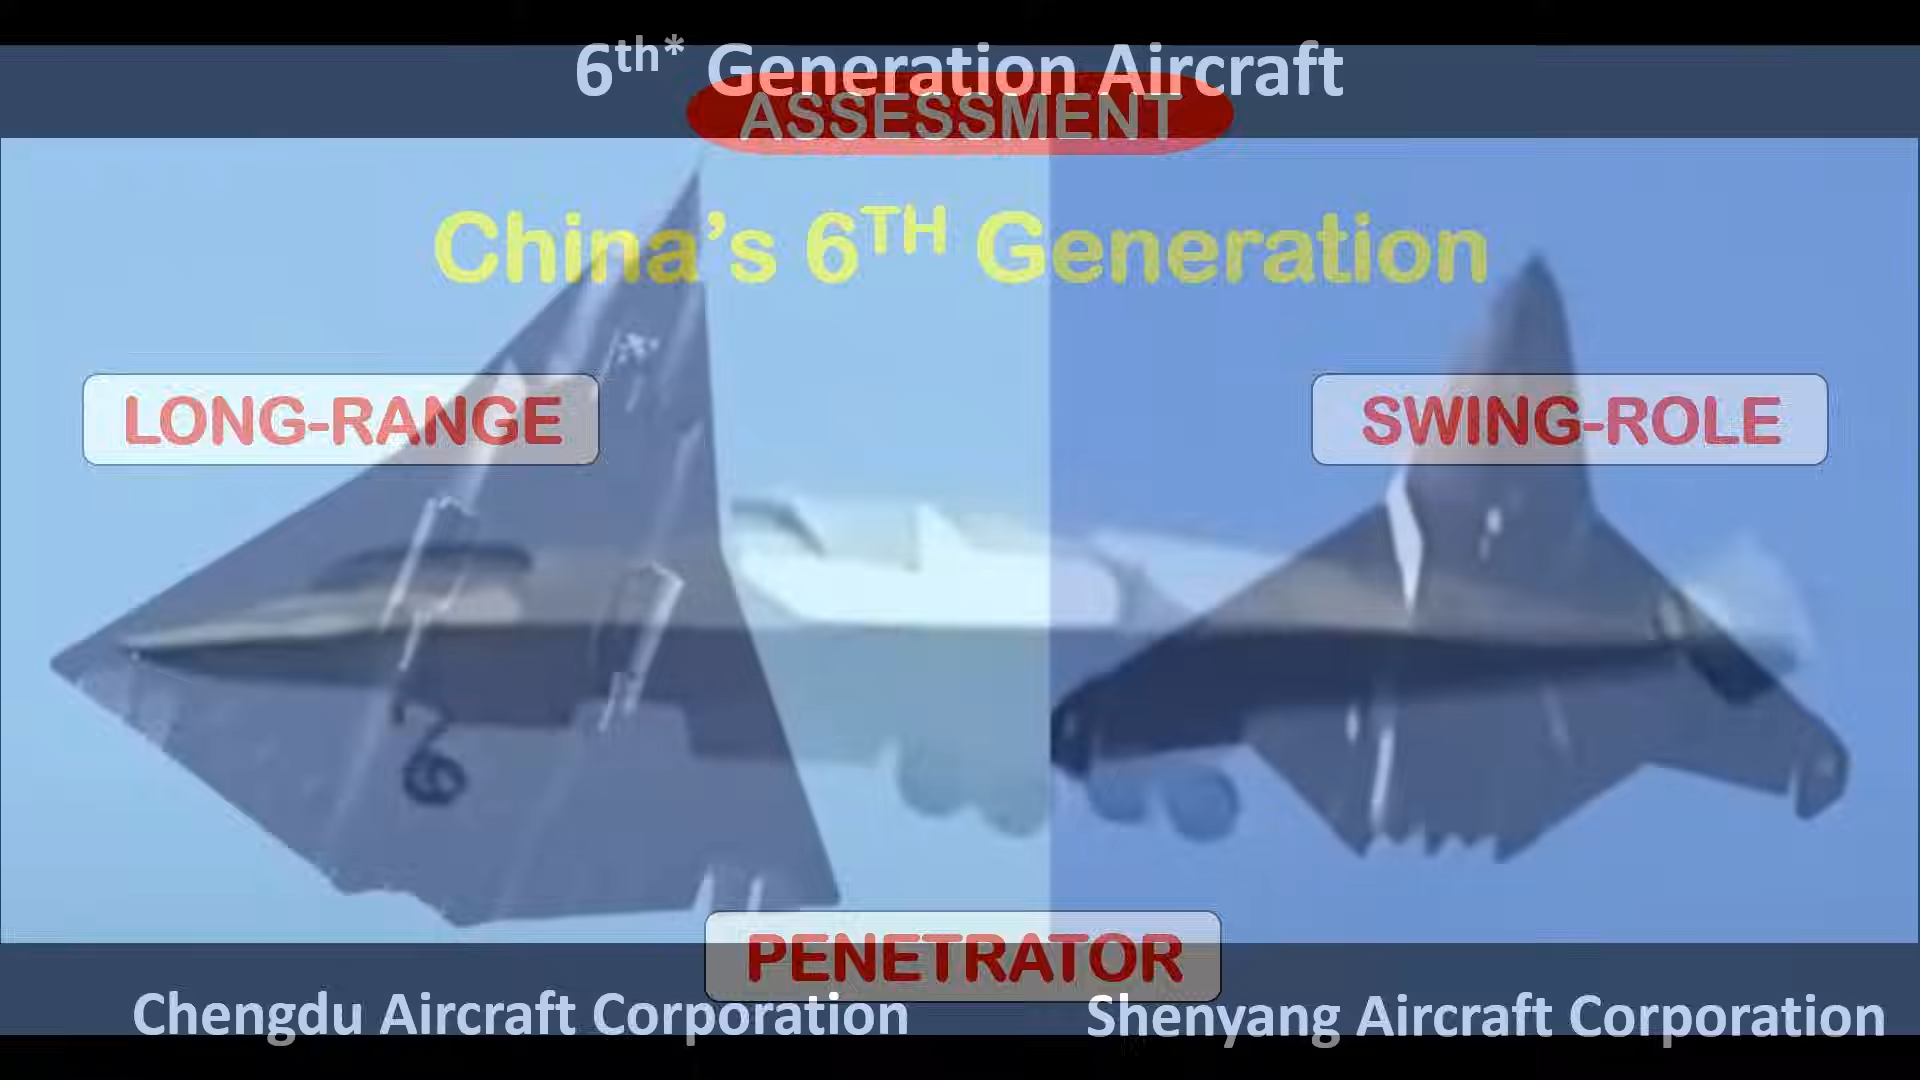 6th* Generation Aircraft
ASSESSMENT
China's 6TH Generation
LONG-RANGE
SWING-ROLE
PENETRATOR
Chengdu Aircraft Corporation
Shenyang Aircraft Corporation